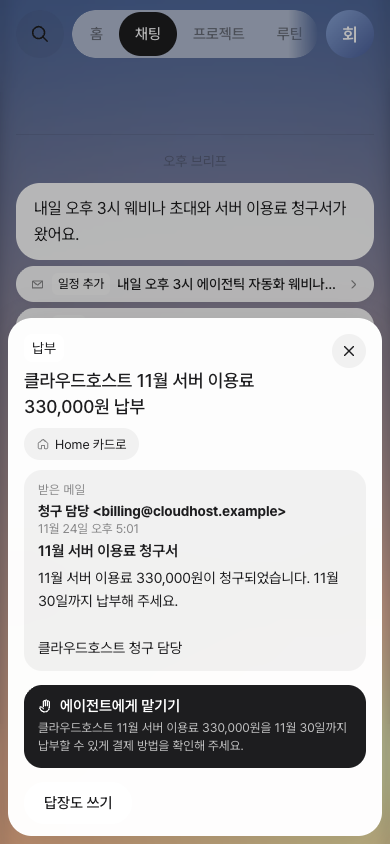 홈
채팅
프로젝트
루틴
회
오후 브리프
내일 오후 3시 웨비나 초대와 서버 이용료 청구서가
왔어요.
일정 추가 내일 오후 3시 에이전틱 자동화 웨비나...
납부
클라우드호스트 11월 서버 이용료
330,000원 납부
Home 카드로
받은 메일
청구 담당 <billing@cloudhost.example>
11월 24일 오후 5:01
11월 서버 이용료 청구서
11월 서버 이용료 330,000원이 청구되었습니다. 11월
30일까지 납부해 주세요.
클라우드호스트 청구 담당
에이전트에게 맡기기
클라우드호스트 11월 서버 이용료 330,000원을 11월 30일까지
납부할 수 있게 결제 방법을 확인해 주세요.
답장도 쓰기